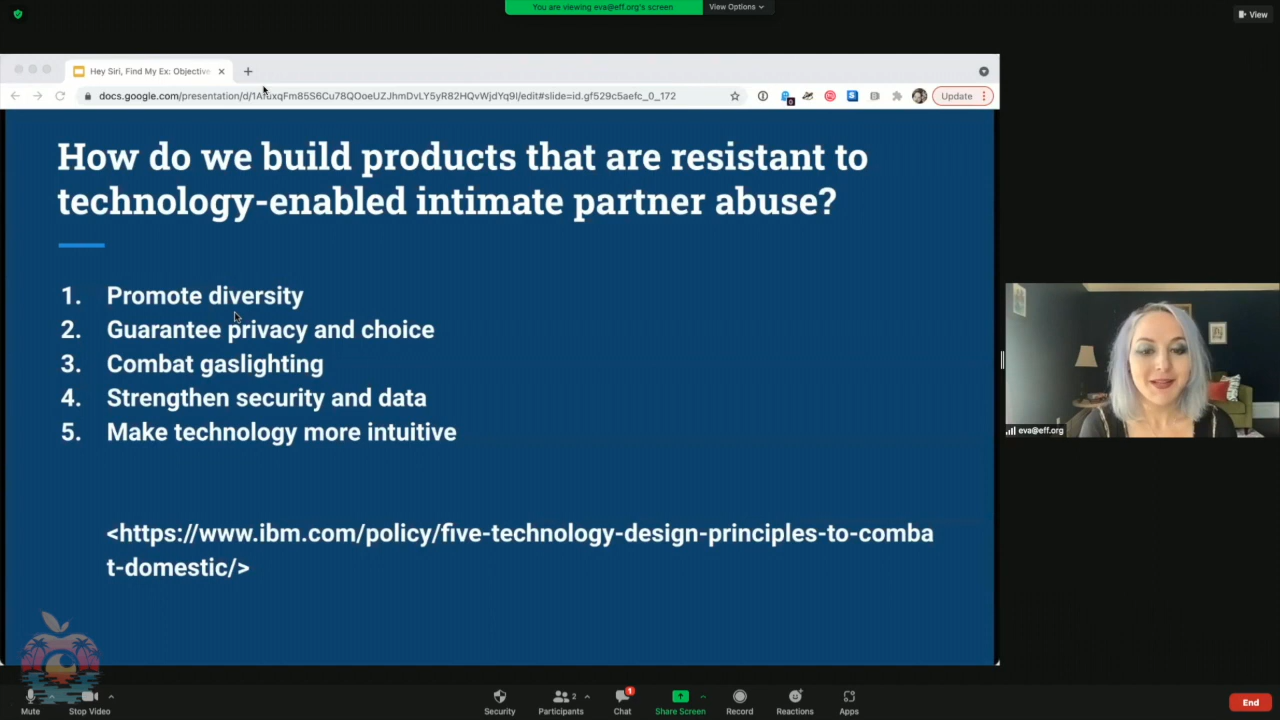 You are viewing eva@eff.org's screen
View Options
View
Hey Siri, Find My Ex: Objective
Update
How do we build products that are resistant to
technology-enabled intimate partner abuse?
1. Promote diversity
2. Guarantee privacy and choice
3. Combat gaslighting
4. Strengthen security and data
5. Make technology more intuitive
<https://www.ibm.com/policy/five-technology-design-principles-to-comba
t-domestic/>
eva@eff.org
Mute
Stop Video
Security
2
Participants
1
Chat
Share Screen
Record
Reactions
Apps
End